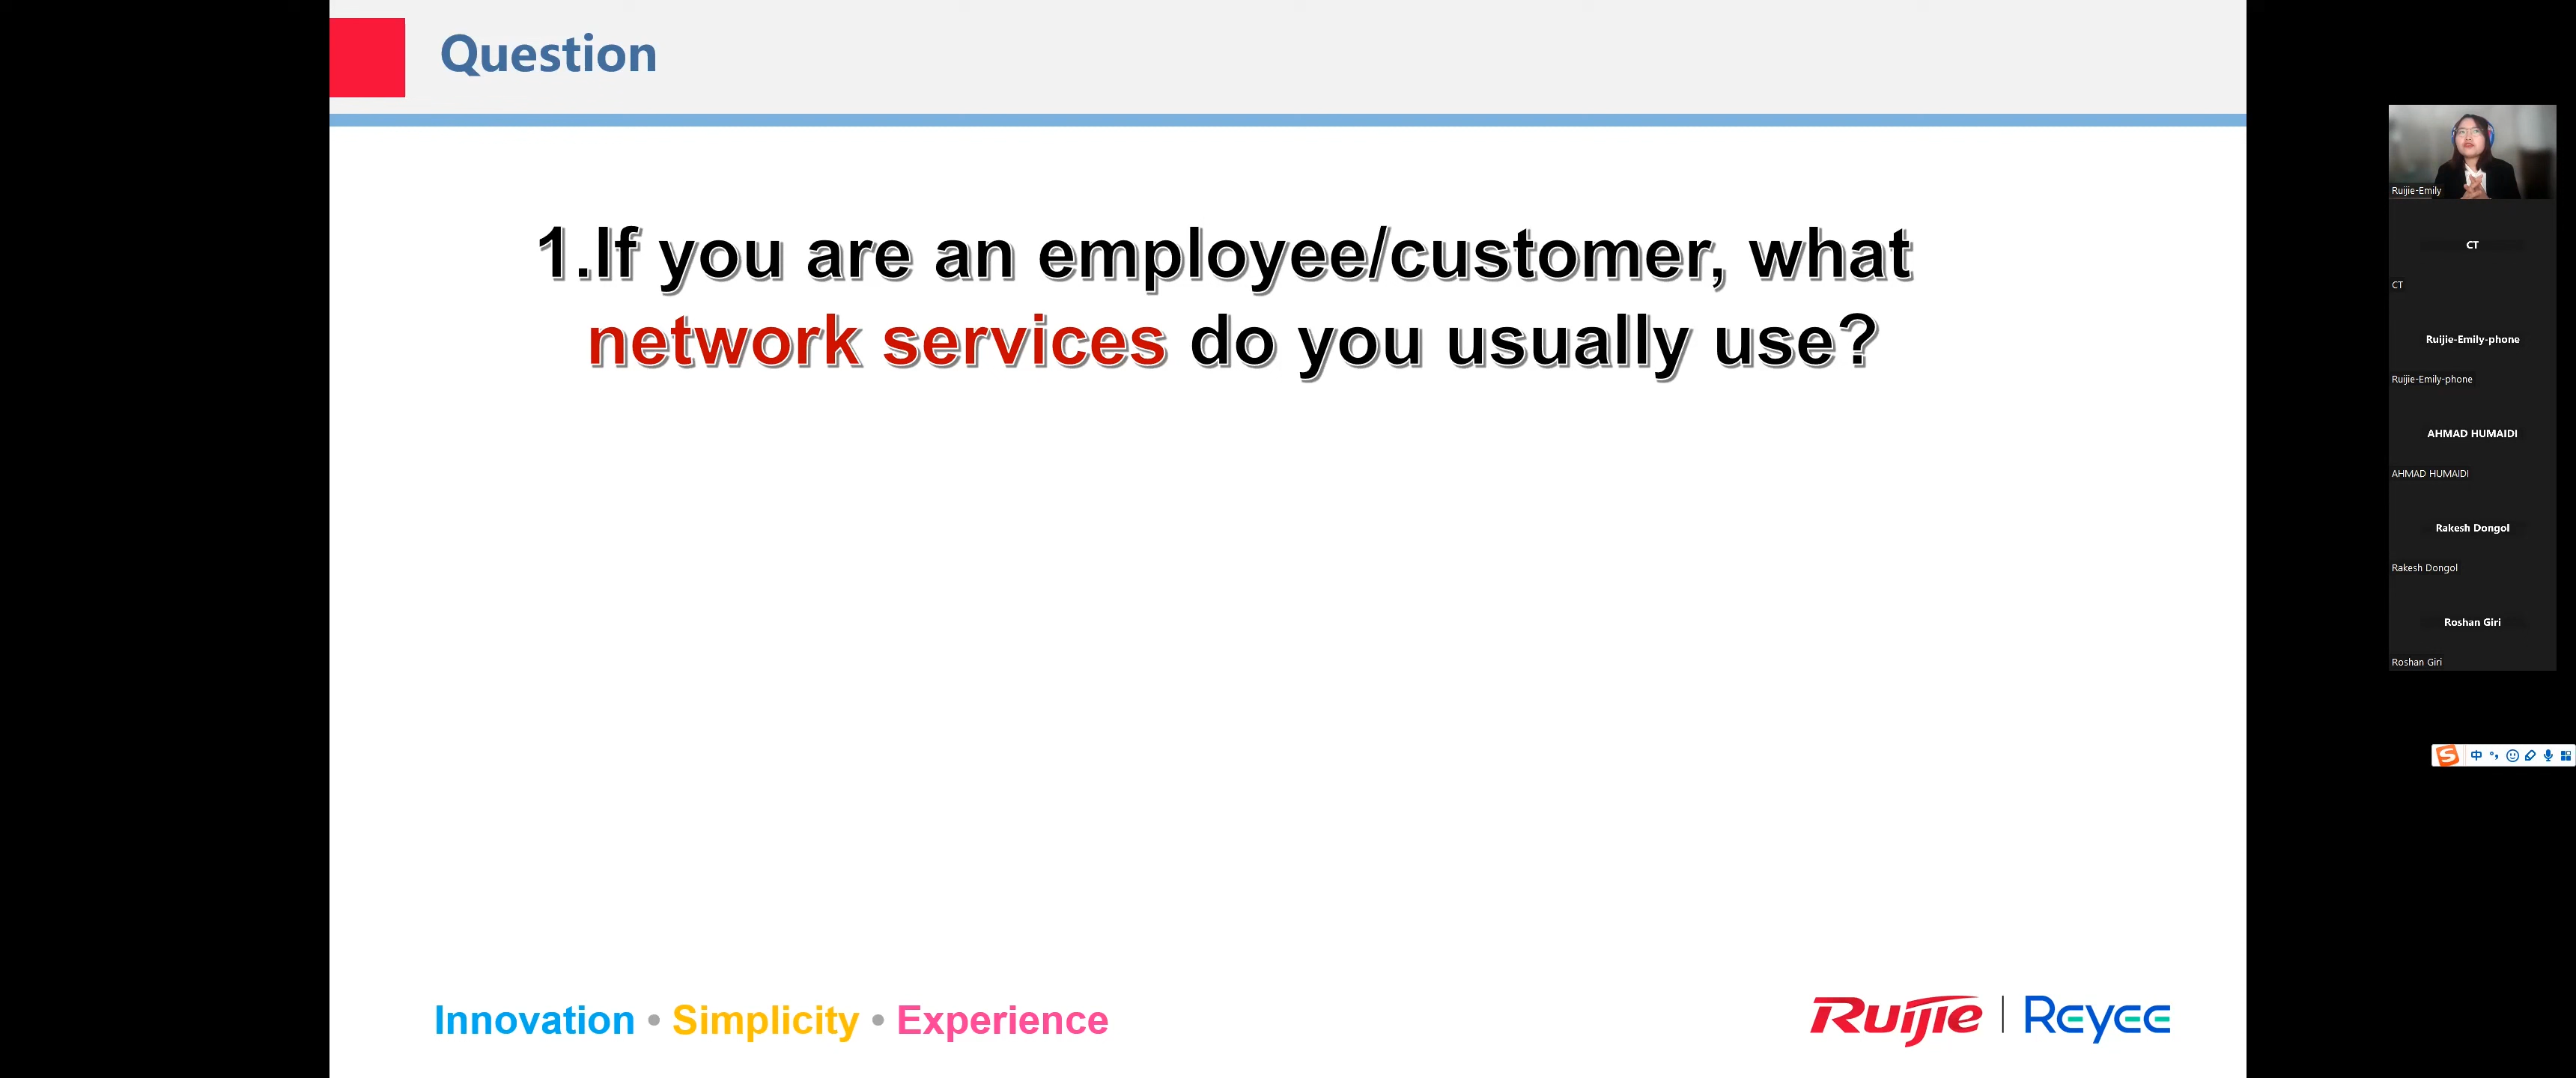 Question
1.If you are an employee/customer, what
network services do you usually use?
Innovation • Simplicity • Experience
Ruijie | Reyee
Ruijie-Emily
CT
CT
Ruijie-Emily-phone
Ruijie-Emily-phone
AHMAD HUMAIDI
AHMAD HUMAIDI
Rakesh Dongol
Rakesh Dongol
Roshan Giri
Roshan Giri
S 中